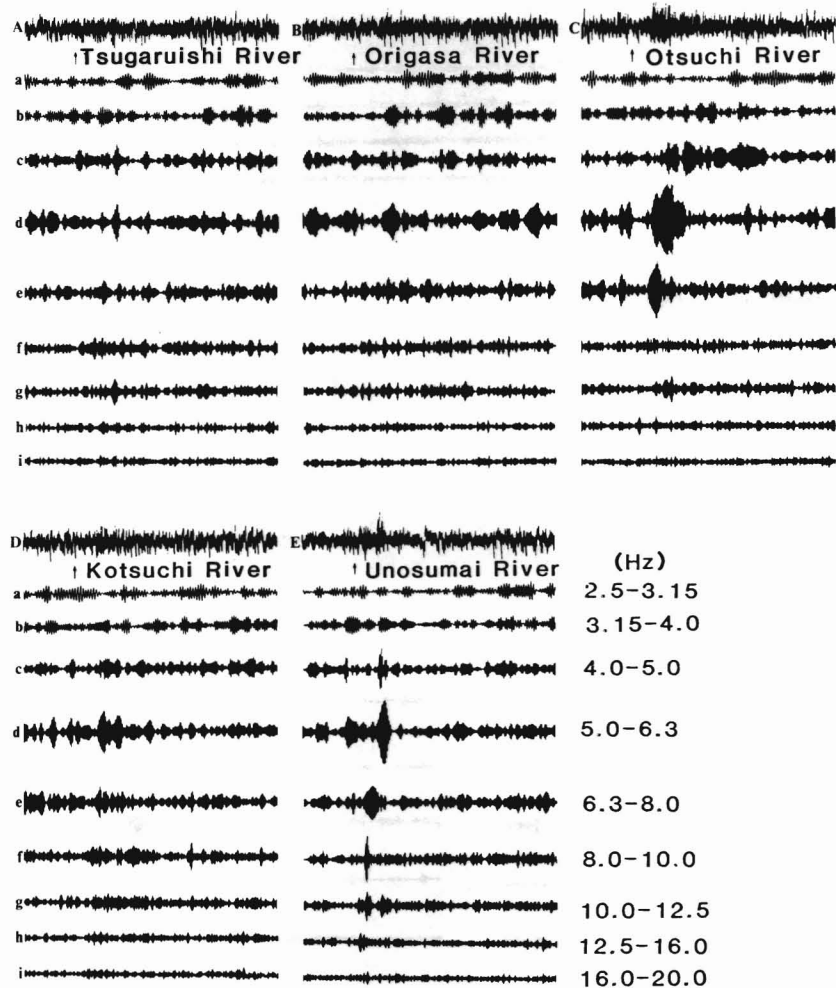 A B C
↑Tsugaruishi River ↑ Origasa River ↑ Otsuchi River
a
b
c
d
e
f
g
h
i
D E
↑ Kotsuchi River ↑ Unosumai River (Hz)
a 2.5-3.15
b 3.15-4.0
c 4.0-5.0
d 5.0-6.3
e 6.3-8.0
f 8.0-10.0
g 10.0-12.5
h 12.5-16.0
i 16.0-20.0